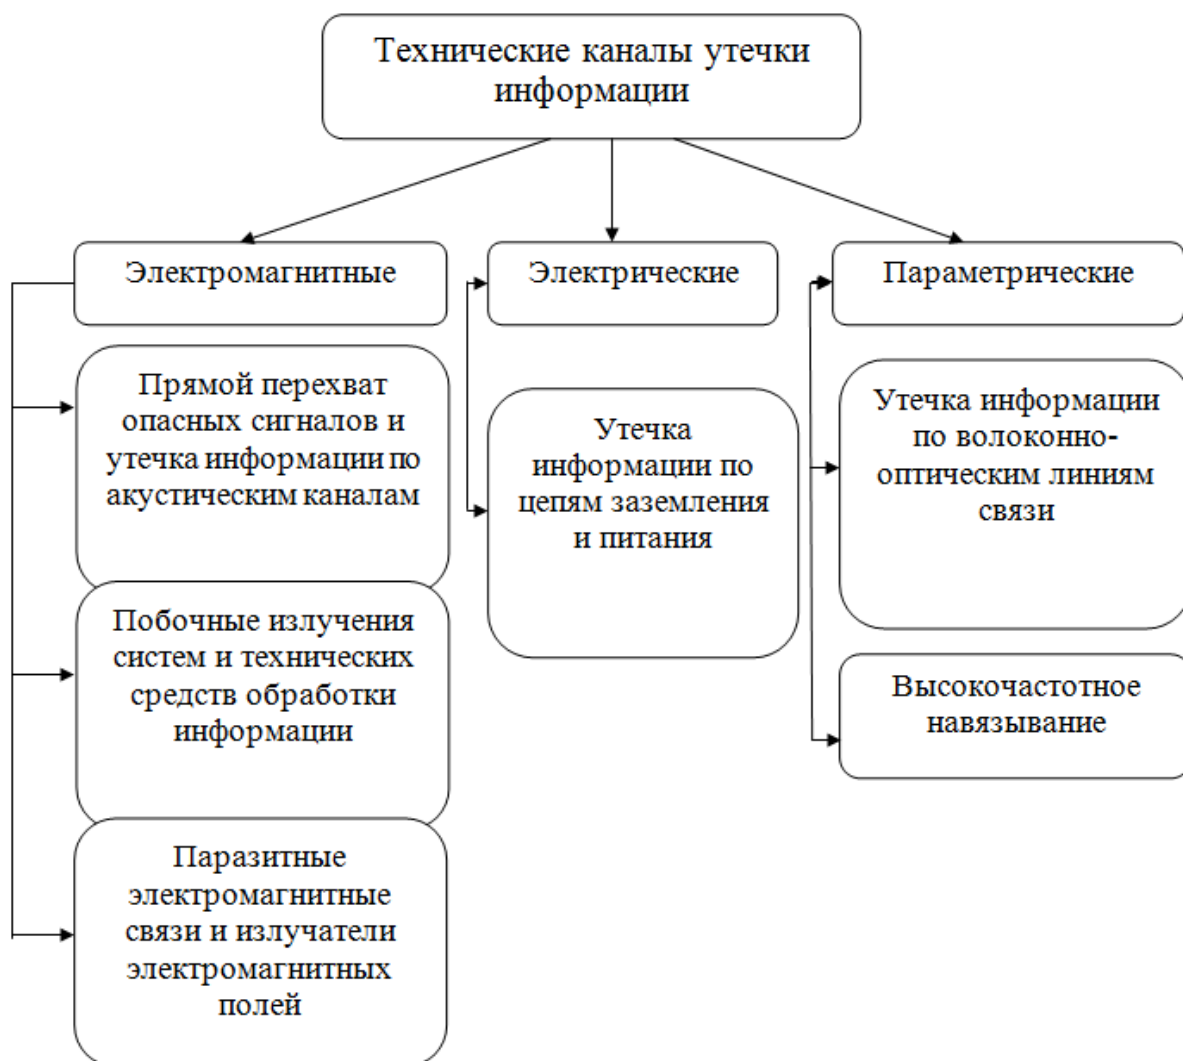 Технические каналы утечки
информации
Электромагнитные
Электрические
Параметрические
Прямой перехват
опасных сигналов и
утечка информации по
акустическим каналам
Побочные излучения
систем и технических
средств обработки
информации
Паразитные
электромагнитные
связи и излучатели
электромагнитных
полей
Утечка
информации по
цепям заземления
и питания
Утечка информации
по волоконно-
оптическим линиям
связи
Высокочастотное
навязывание